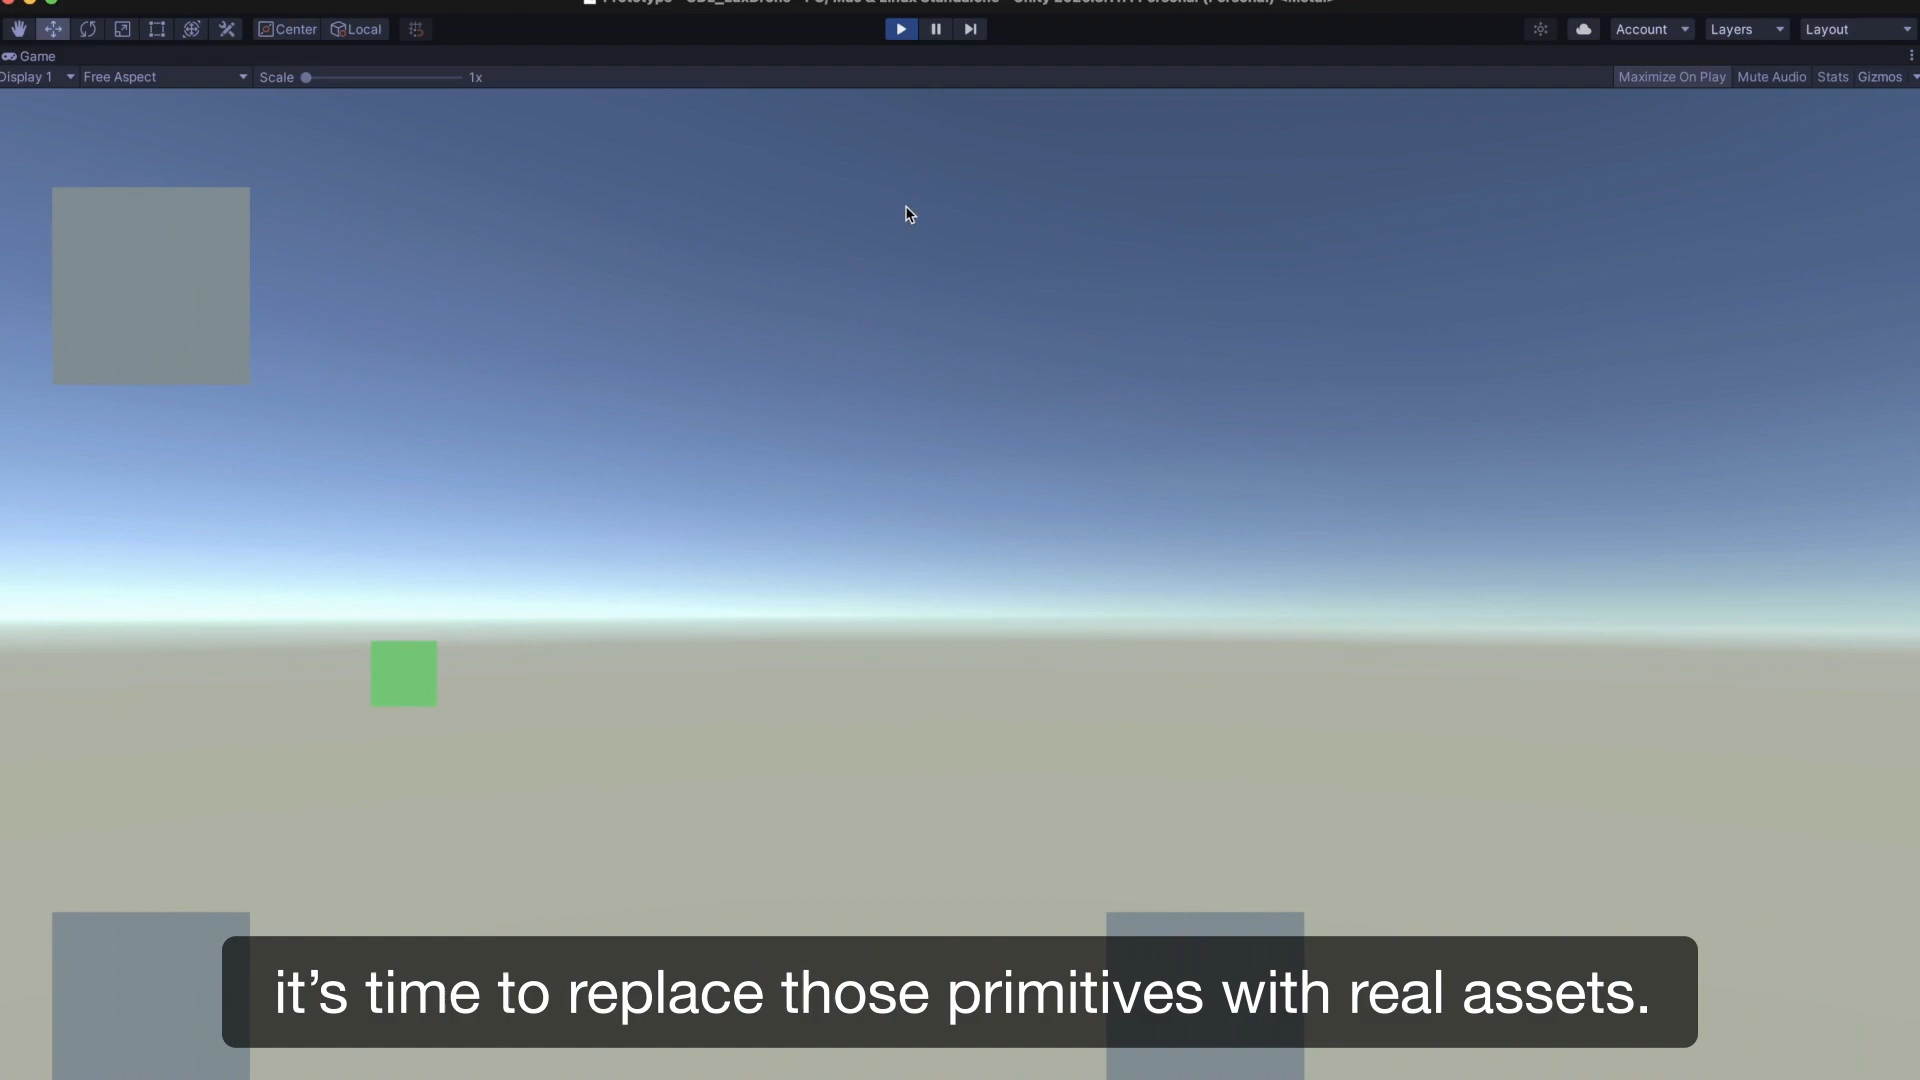 Center
Local
Account
Layers
Layout
Game
Display 1
Free Aspect
Scale
1x
Maximize On Play
Mute Audio
Stats
Gizmos
it's time to replace those primitives with real assets.